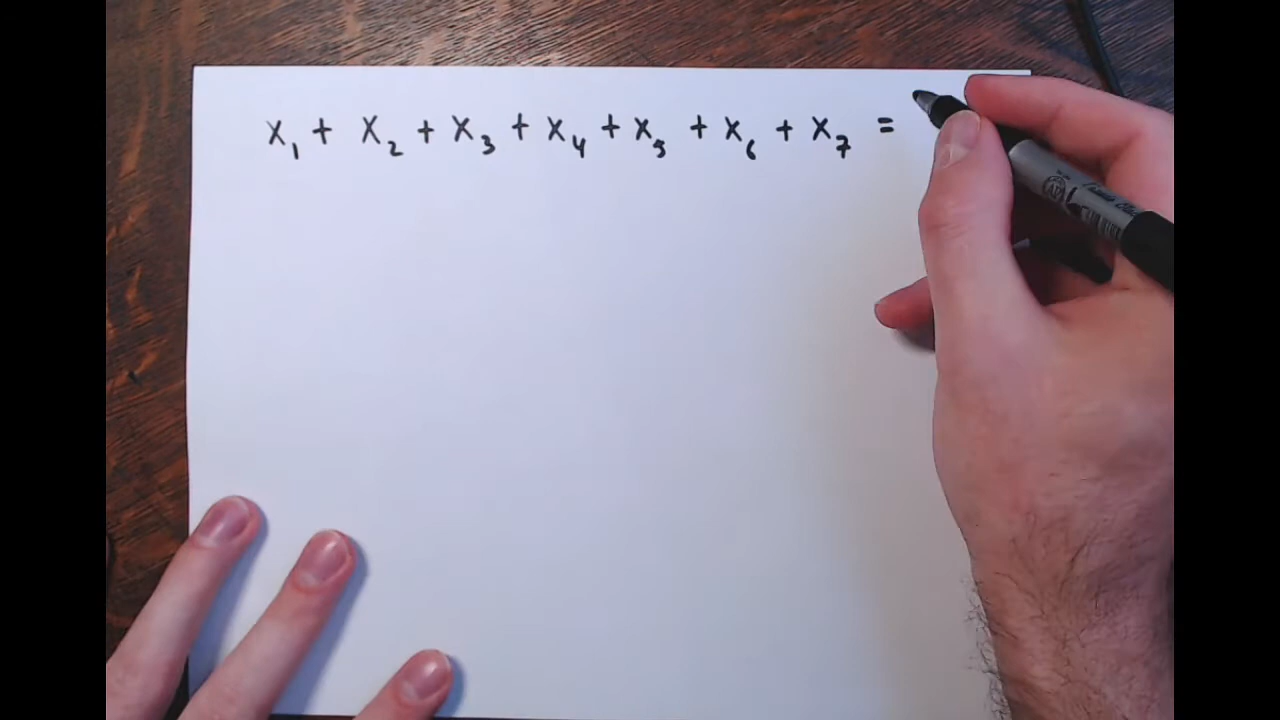 x₁ + x₂ + x₃ + x₄ + x₅ + x₆ + x₇ =